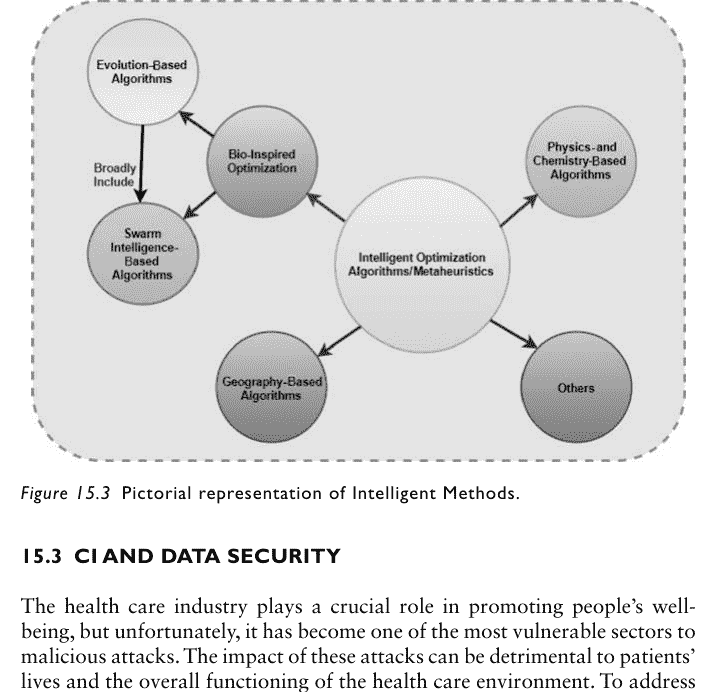 Evolution-Based
Algorithms
Broadly
Include
Bio-Inspired
Optimization
Swarm
Intelligence-
Based
Algorithms
Physics-and
Chemistry-Based
Algorithms
Intelligent Optimization
Algorithms/Metaheuristics
Geography-Based
Algorithms
Others
Figure 15.3 Pictorial representation of Intelligent Methods.
15.3 CI AND DATA SECURITY
The health care industry plays a crucial role in promoting people's well-
being, but unfortunately, it has become one of the most vulnerable sectors to
malicious attacks. The impact of these attacks can be detrimental to patients'
lives and the overall functioning of the health care environment. To address